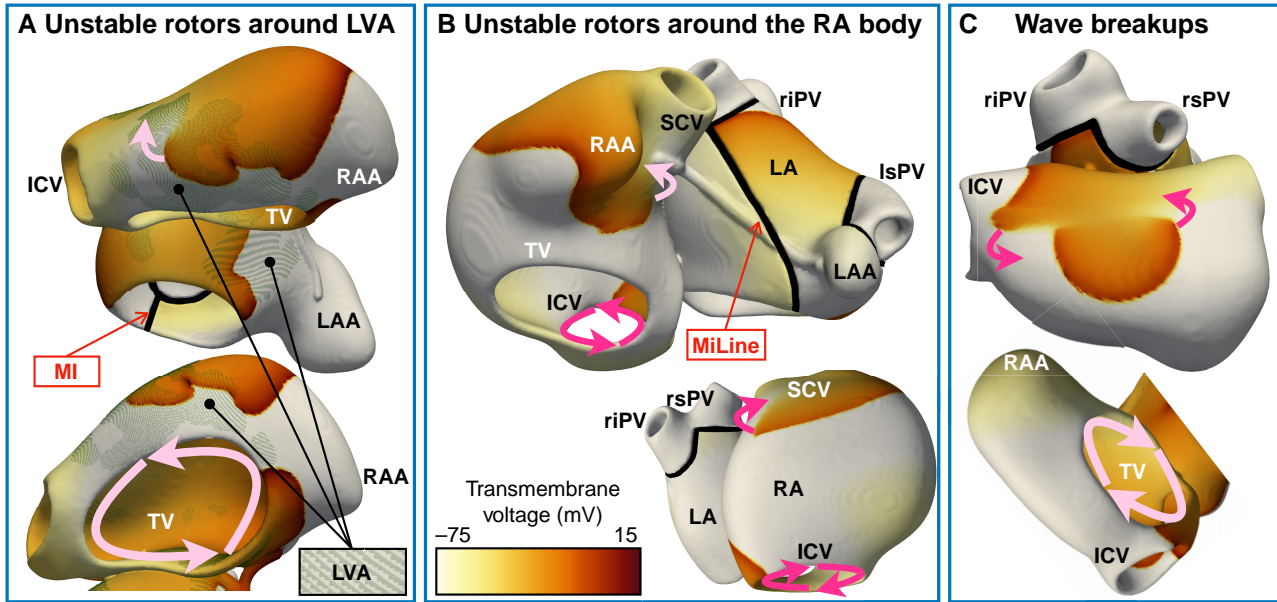 A Unstable rotors around LVA
ICV
RAA
TV
LAA
MI
RAA
TV
LVA
B Unstable rotors around the RA body
riPV
SCV
RAA
LA
lsPV
TV
LAA
ICV
MiLine
SCV
rsPV
riPV
RA
LA
ICV
Transmembrane
voltage (mV)
–75 15
C Wave breakups
riPV
rsPV
ICV
RAA
TV
ICV